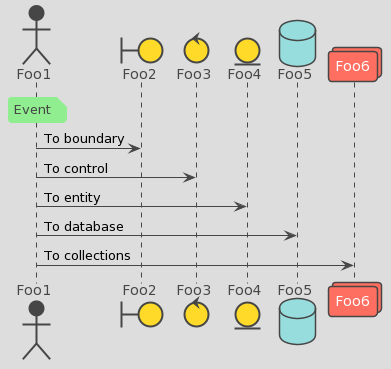 Foo1 Foo2 Foo3 Foo4 Foo5 Foo6
Event
To boundary
To control
To entity
To database
To collections
Foo1 Foo2 Foo3 Foo4 Foo5 Foo6